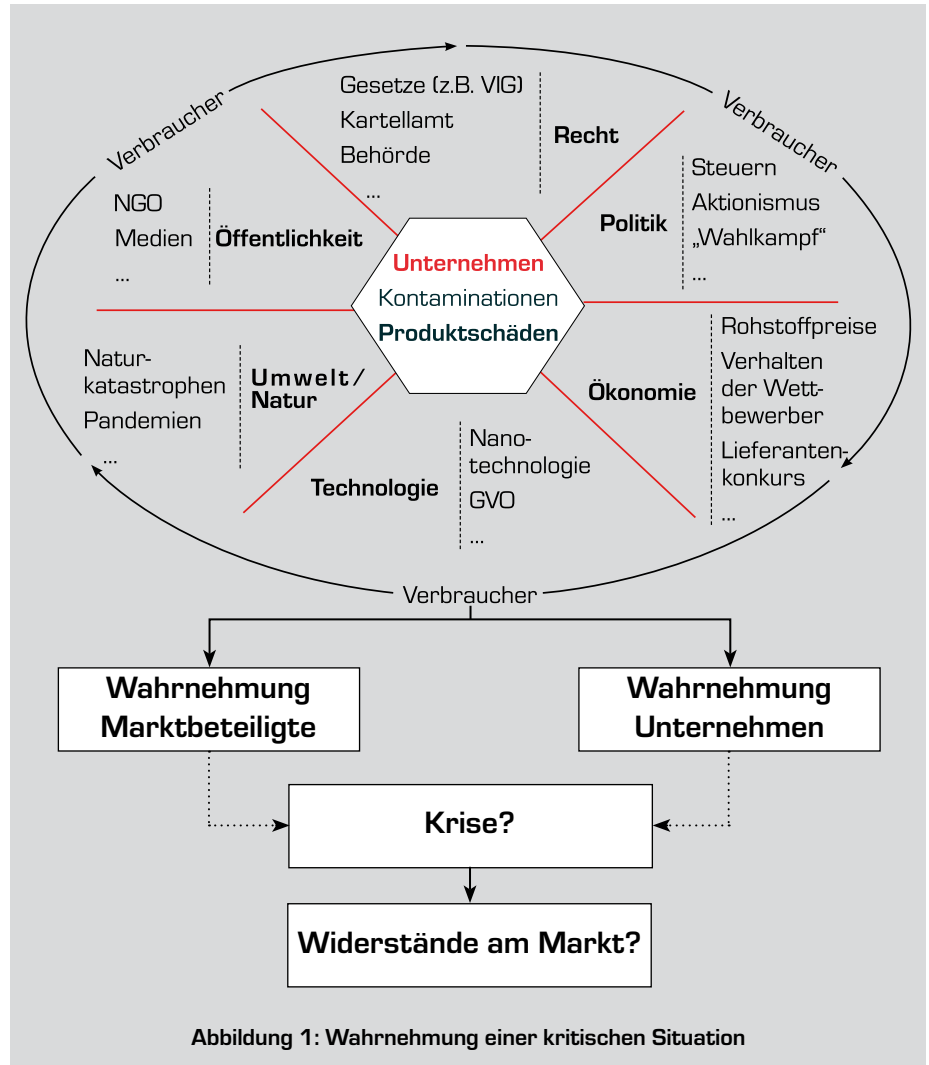 Verbraucher
Verbraucher
Gesetze (z.B. VIG)
Kartellamt
Behörde
...
Recht
Steuern
Aktionismus
„Wahlkampf“
...
Politik
NGO
Medien
...
Öffentlichkeit
Unternehmen
Kontaminationen
Produktschäden
Rohstoffpreise
Verhalten
der Wett-
bewerber
Lieferanten-
konkurs
...
Ökonomie
Natur-
katastrophen
Pandemien
...
Umwelt/
Natur
Technologie
Nano-
technologie
GVO
...
Verbraucher
Wahrnehmung
Marktbeteiligte
Wahrnehmung
Unternehmen
Krise?
Widerstände am Markt?
Abbildung 1: Wahrnehmung einer kritischen Situation